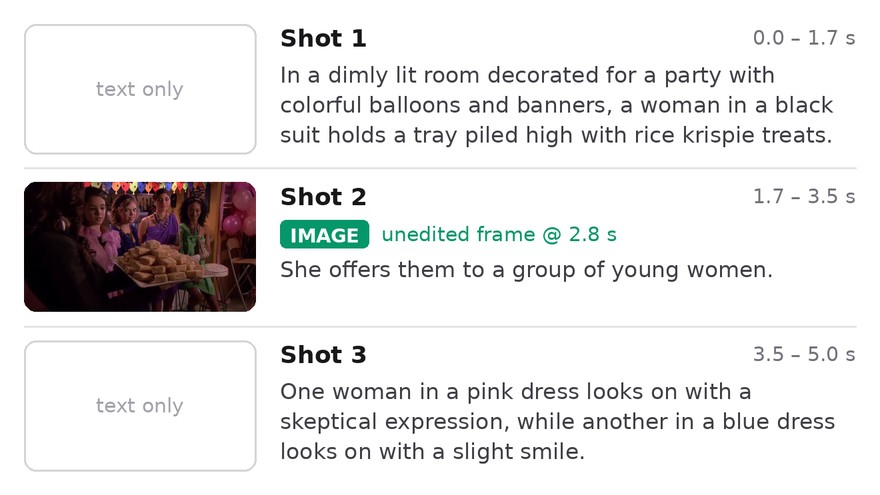 text only
Shot 1
0.0 – 1.7 s
In a dimly lit room decorated for a party with
colorful balloons and banners, a woman in a black
suit holds a tray piled high with rice krispie treats.
Shot 2
1.7 – 3.5 s
IMAGE unedited frame @ 2.8 s
She offers them to a group of young women.
text only
Shot 3
3.5 – 5.0 s
One woman in a pink dress looks on with a
skeptical expression, while another in a blue dress
looks on with a slight smile.